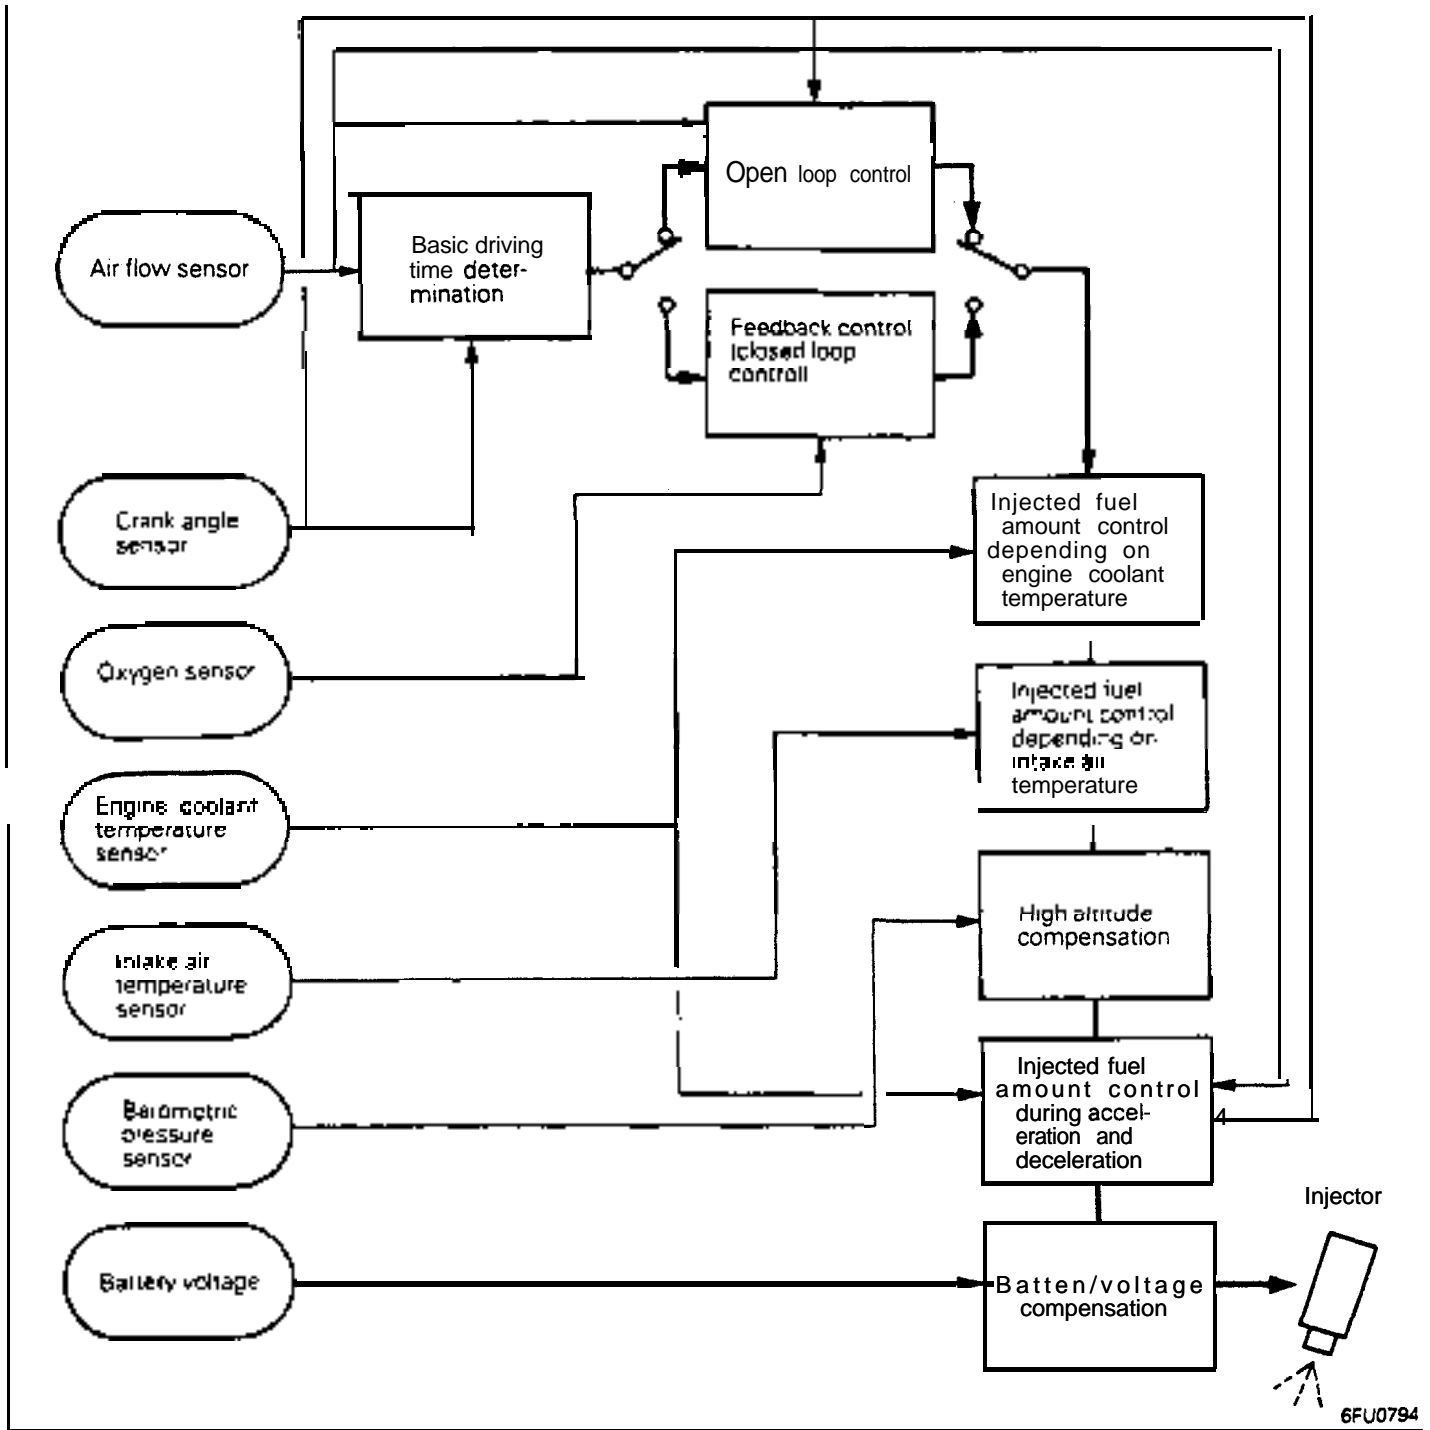 Open loop control
Air flow sensor
Basic driving
time deter-
mination
Feedback control
(closed loop
controll
Crank angle
sensor
Injected fuel
amount control
depending on
engine coolant
temperature
Oxygen sensor
Injected fuel
amount control
depending on
intake air
temperature
Engine coolant
temperature
sensor
High altitude
compensation
Intake air
temperature
sensor
Injected fuel
amount control
during accel-
eration and
deceleration
4
Barometric
pressure
sensor
Injector
Battery voltage
Batten/voltage
compensation
6FU0794